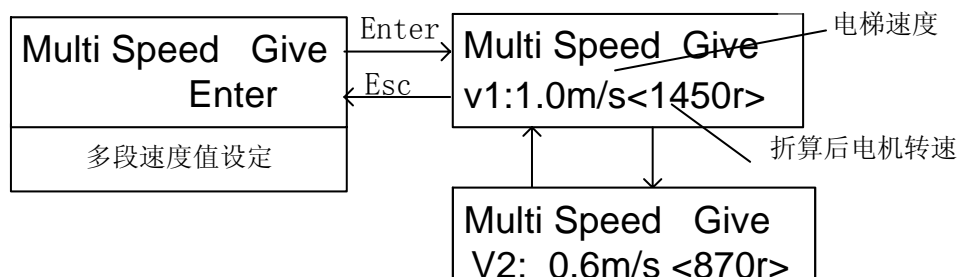 Multi Speed Give
Enter
多段速度值设定
Enter
Esc
Multi Speed Give
v1:1.0m/s<1450r>
电梯速度
折算后电机转速
Multi Speed Give
V2: 0.6m/s <870r>